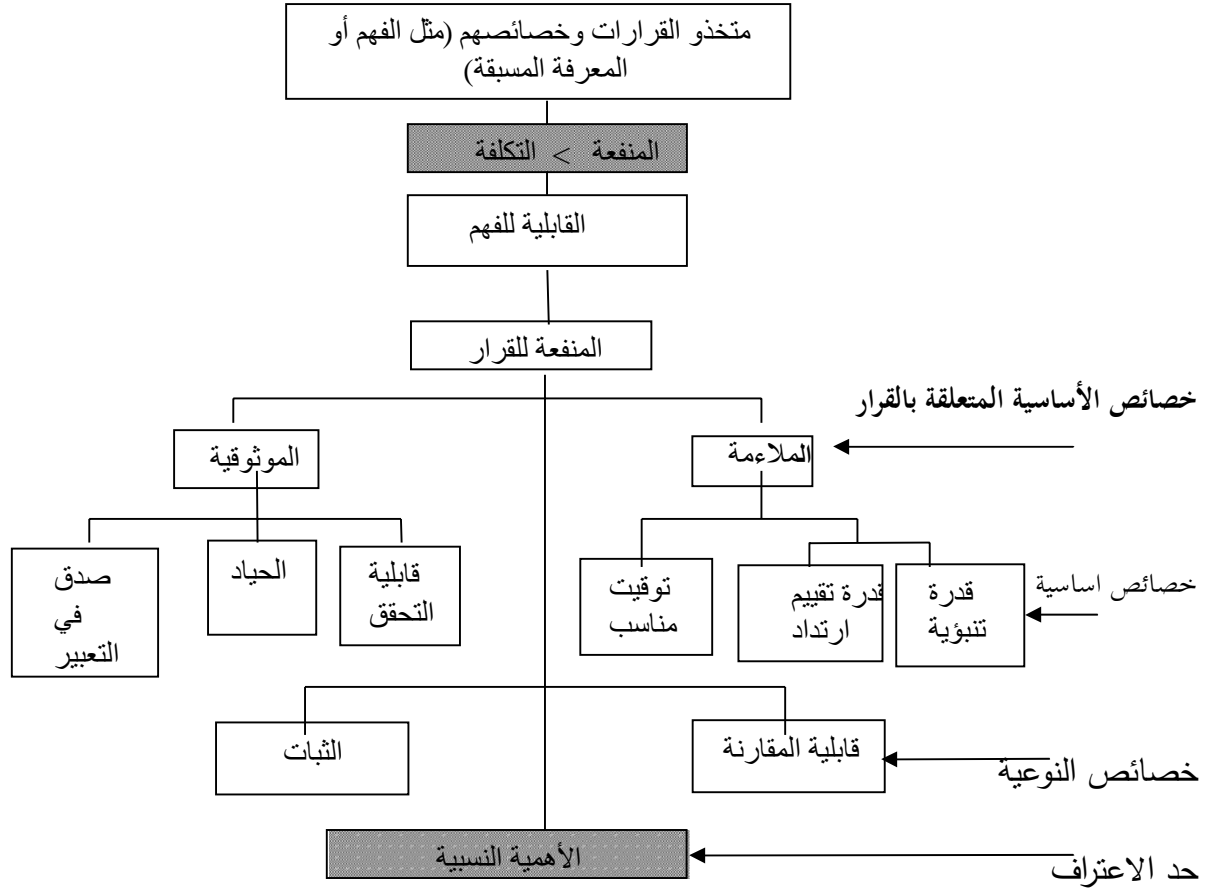 متخذو القرارات وخصائصهم (مثل الفهم أو
المعرفة المسبقة)
المنفعة > التكلفة
القابلية للفهم
المنفعة للقرار
خصائص الأساسية المتعلقة بالقرار
الملاءمة
الموثوقية
خصائص اساسية
قدرة
تنبؤية
قدرة تقييم
ارتداد
توقيت
مناسب
قابلية
التحقق
الحياد
صدق
في
التعبير
خصائص النوعية
قابلية المقارنة
الثبات
حد الاعتراف
الأهمية النسبية